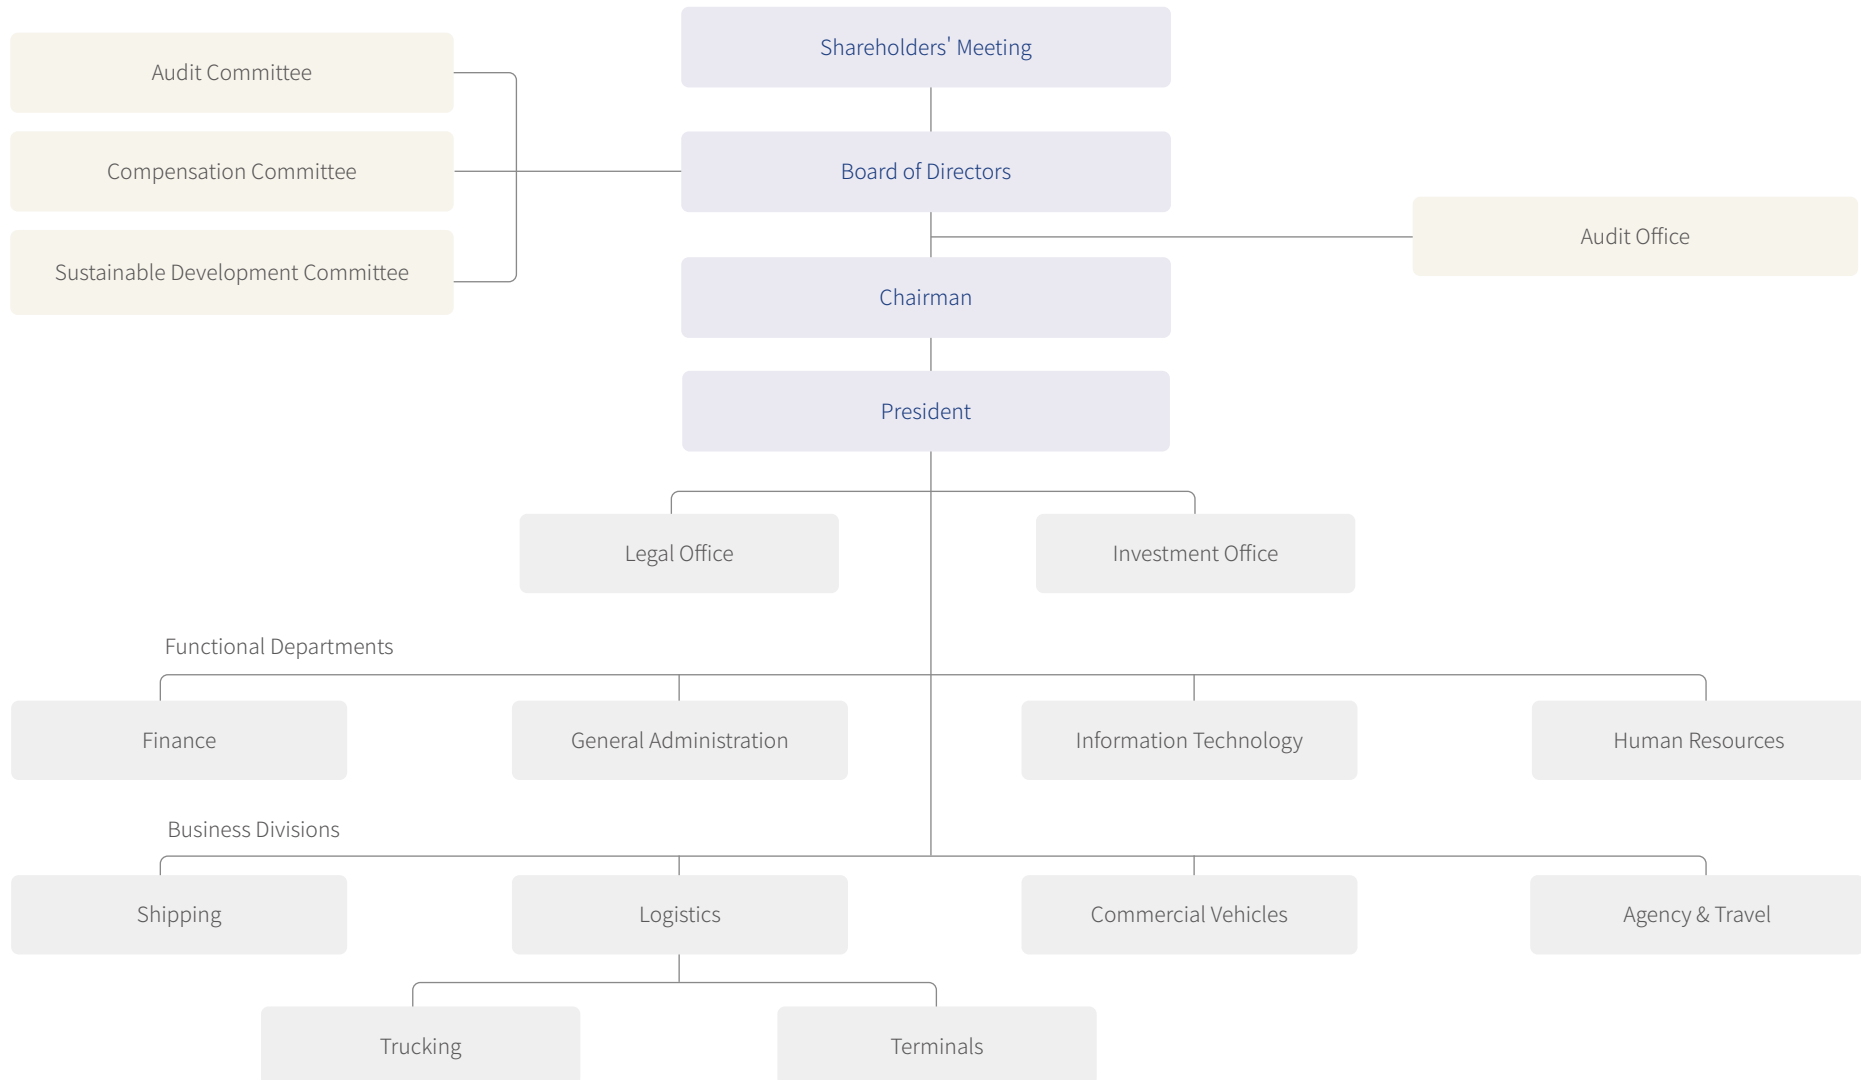 Shareholders' Meeting
Audit Committee
Compensation Committee
Board of Directors
Audit Office
Sustainable Development Committee
Chairman
President
Legal Office
Investment Office
Functional Departments
Finance
General Administration
Information Technology
Human Resources
Business Divisions
Shipping
Logistics
Commercial Vehicles
Agency & Travel
Trucking
Terminals